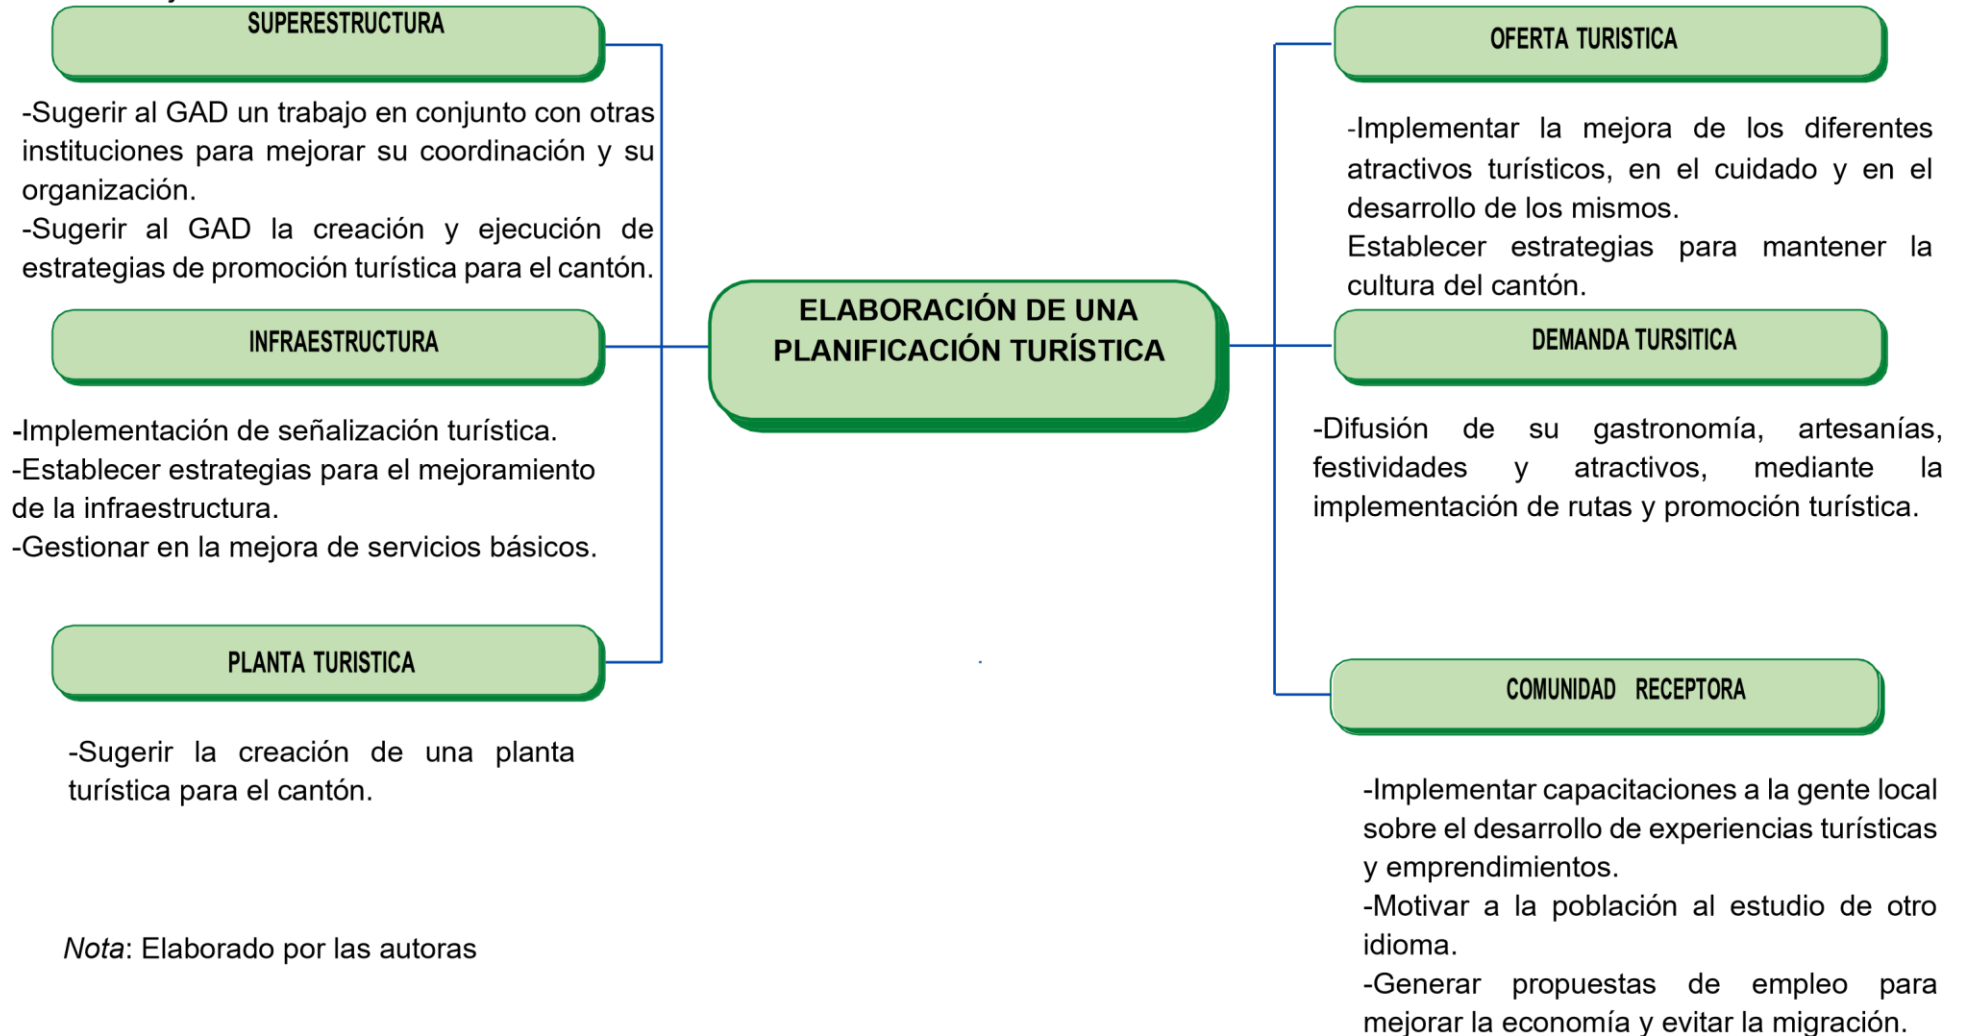 SUPERESTRUCTURA
-Sugerir al GAD un trabajo en conjunto con otras
instituciones para mejorar su coordinación y su
organización.
-Sugerir al GAD la creación y ejecución de
estrategias de promoción turística para el cantón.
INFRAESTRUCTURA
-Implementación de señalización turística.
-Establecer estrategias para el mejoramiento
de la infraestructura.
-Gestionar en la mejora de servicios básicos.
PLANTA TURISTICA
-Sugerir la creación de una planta
turística para el cantón.
ELABORACIÓN DE UNA
PLANIFICACIÓN TURÍSTICA
OFERTA TURISTICA
-Implementar la mejora de los diferentes
atractivos turísticos, en el cuidado y en el
desarrollo de los mismos.
Establecer estrategias para mantener la
cultura del cantón.
DEMANDA TURSITICA
-Difusión de su gastronomía, artesanías,
festividades y atractivos, mediante la
implementación de rutas y promoción turística.
COMUNIDAD RECEPTORA
-Implementar capacitaciones a la gente local
sobre el desarrollo de experiencias turísticas
y emprendimientos.
-Motivar a la población al estudio de otro
idioma.
-Generar propuestas de empleo para
mejorar la economía y evitar la migración.
Nota: Elaborado por las autoras